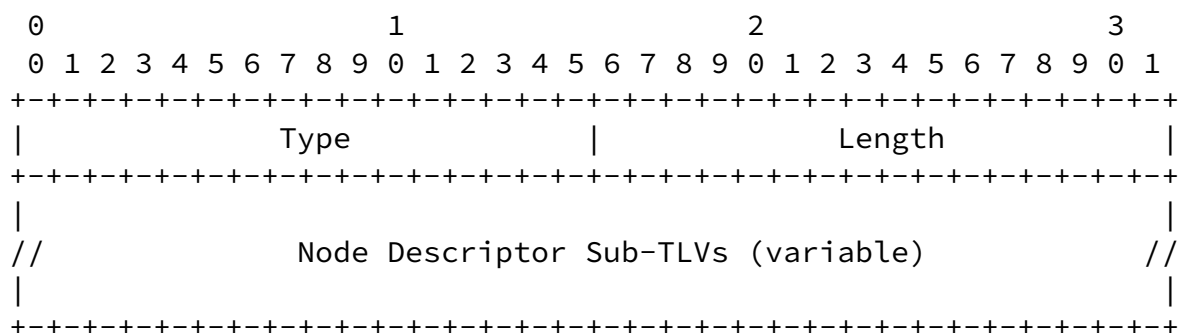 0                   1                   2                   3
 0 1 2 3 4 5 6 7 8 9 0 1 2 3 4 5 6 7 8 9 0 1 2 3 4 5 6 7 8 9 0 1
+-+-+-+-+-+-+-+-+-+-+-+-+-+-+-+-+-+-+-+-+-+-+-+-+-+-+-+-+-+-+-+-+
|              Type             |             Length            |
+-+-+-+-+-+-+-+-+-+-+-+-+-+-+-+-+-+-+-+-+-+-+-+-+-+-+-+-+-+-+-+-+
|                                                               |
//              Node Descriptor Sub-TLVs (variable)            //
|                                                               |
+-+-+-+-+-+-+-+-+-+-+-+-+-+-+-+-+-+-+-+-+-+-+-+-+-+-+-+-+-+-+-+-+